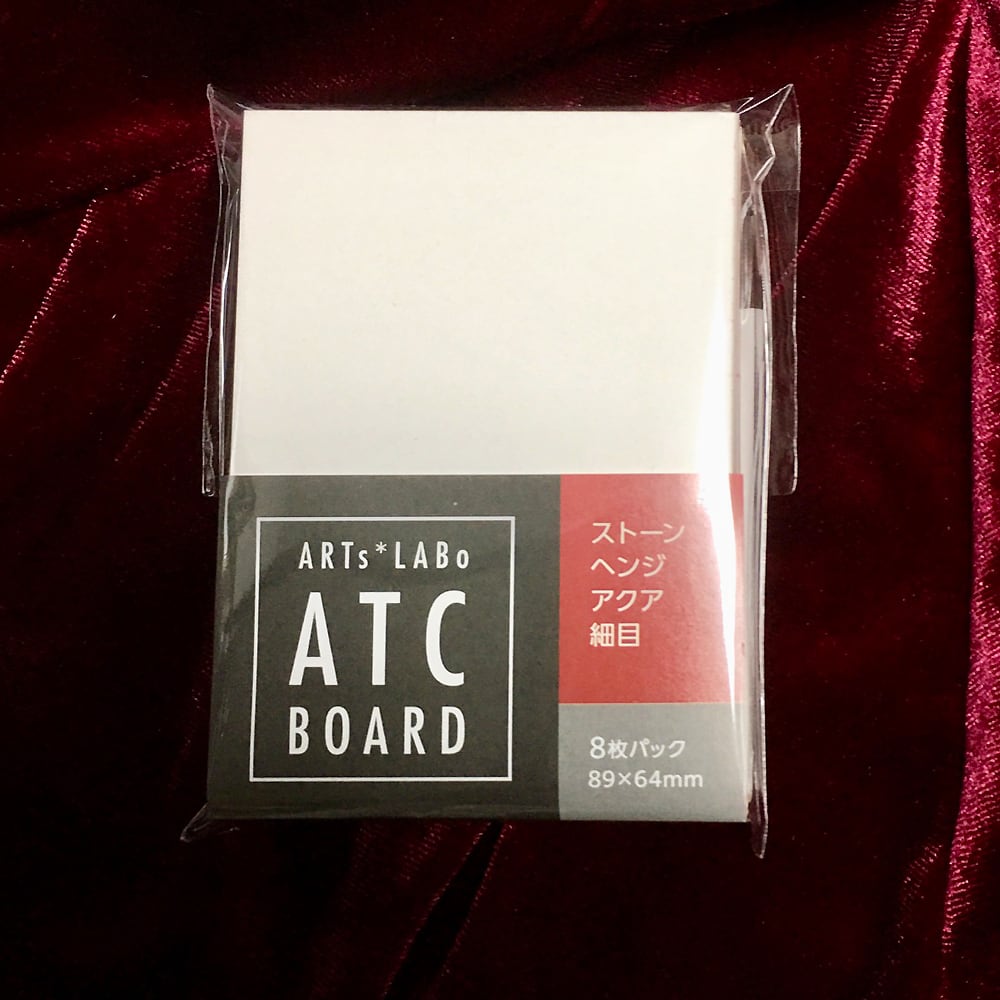 ARTs*LABo
ATC
BOARD
ストーン
ヘンジ
アクア
細目
8枚パック
89×64mm